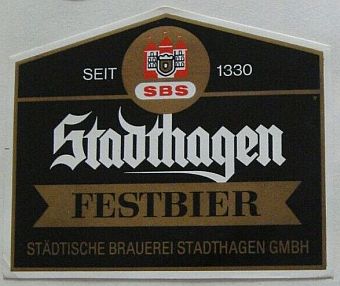 SEIT 1330
SBS
Stadthagen
FESTBIER
STÄDTISCHE BRAUEREI STADTHAGEN GMBH